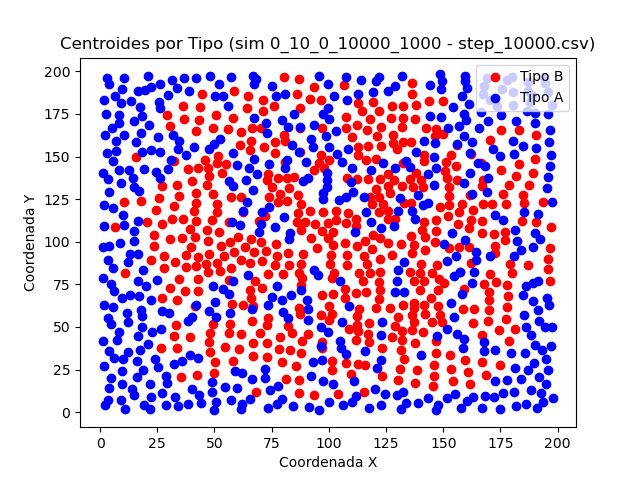 Centroides por Tipo (sim 0_10_0_10000_1000 - step_10000.csv)
Tipo B
Tipo A
Coordenada Y
200
175
150
125
100
75
50
25
0
0 25 50 75 100 125 150 175 200
Coordenada X